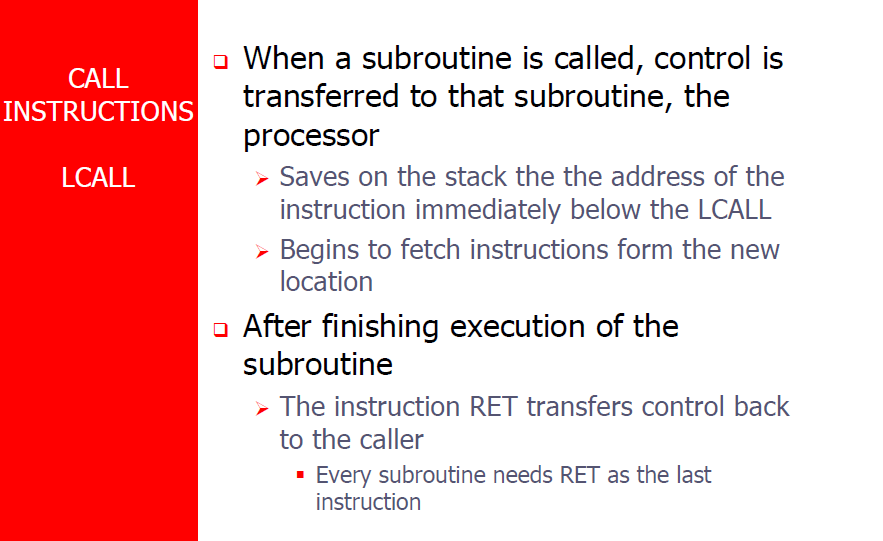 CALL
INSTRUCTIONS
LCALL
When a subroutine is called, control is
transferred to that subroutine, the
processor
Saves on the stack the the address of the
instruction immediately below the LCALL
Begins to fetch instructions form the new
location
After finishing execution of the
subroutine
The instruction RET transfers control back
to the caller
Every subroutine needs RET as the last
instruction